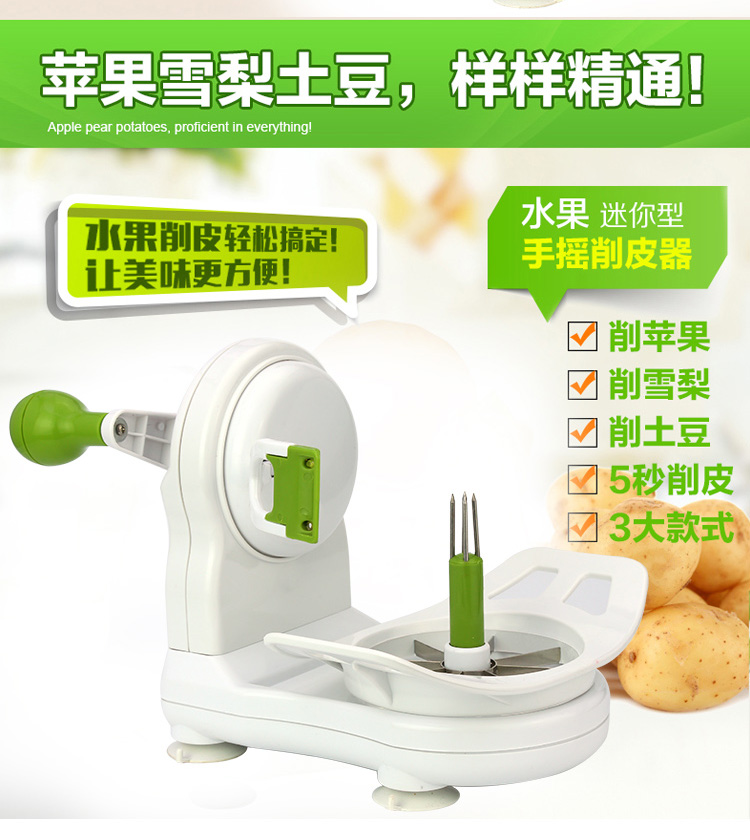 苹果雪梨土豆，样样精通！
Apple pear potatoes, proficient in everything!
水果削皮轻松搞定！
让美味更方便！
水果 迷你型
手摇削皮器
削苹果
削雪梨
削土豆
5秒削皮
3大款式